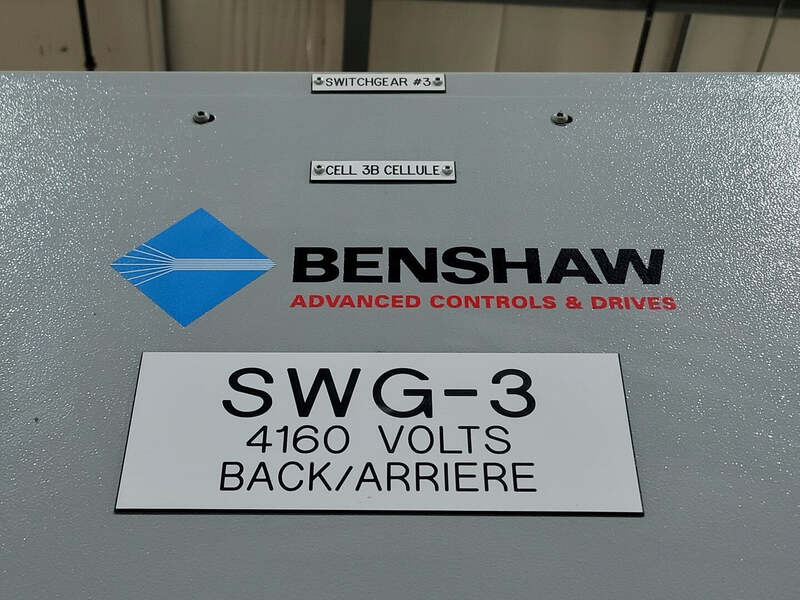 SWITCHGEAR #3
CELL 3B CELLULE
BENSHAW
ADVANCED CONTROLS & DRIVES
SWG-3
4160 VOLTS
BACK/ARRIERE